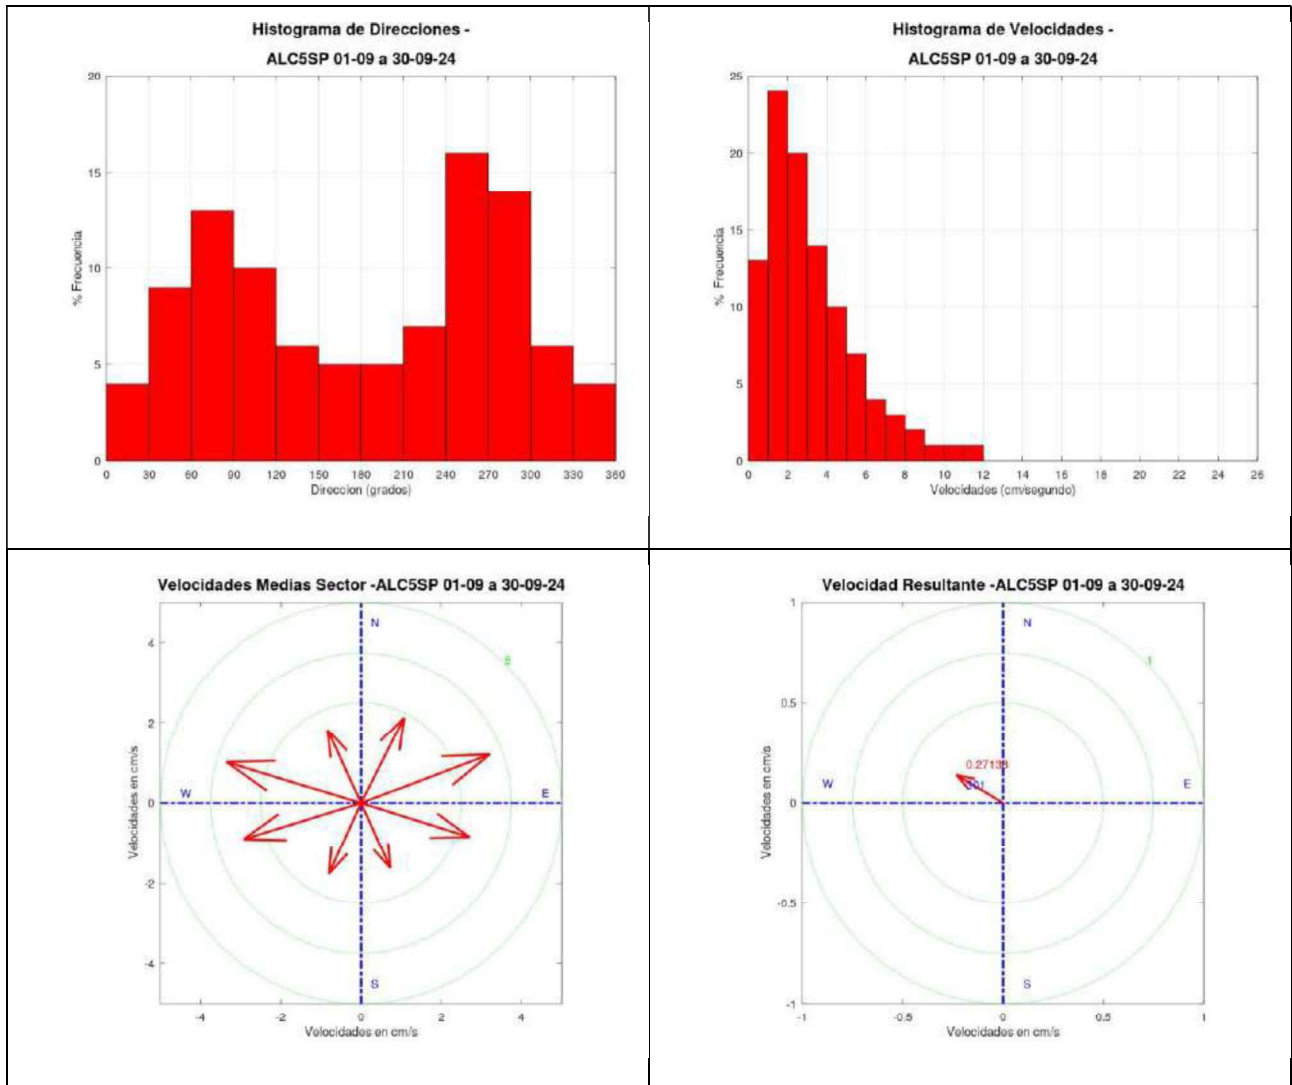 Histograma de Direcciones -
ALC5SP 01-09 a 30-09-24
20
15
10
5
0
% Frecuencia
0 30 60 90 120 150 180 210 240 270 300 330 360
Direccion (grados)
Histograma de Velocidades -
ALC5SP 01-09 a 30-09-24
25
20
15
10
5
0
% Frecuencia
0 2 4 6 8 10 12 14 16 18 20 22 24 26
Velocidades (cm/segundo)
Velocidades Medias Sector -ALC5SP 01-09 a 30-09-24
4
2
0
-2
-4
Velocidades en cm/s
N
W
E
S
-4 -2 0 2 4
Velocidades en cm/s
Velocidad Resultante -ALC5SP 01-09 a 30-09-24
1
0.5
0
-0.5
-1
Velocidades en cm/s
N
1
W
E
S
-1 -0.5 0 0.5 1
Velocidades en cm/s